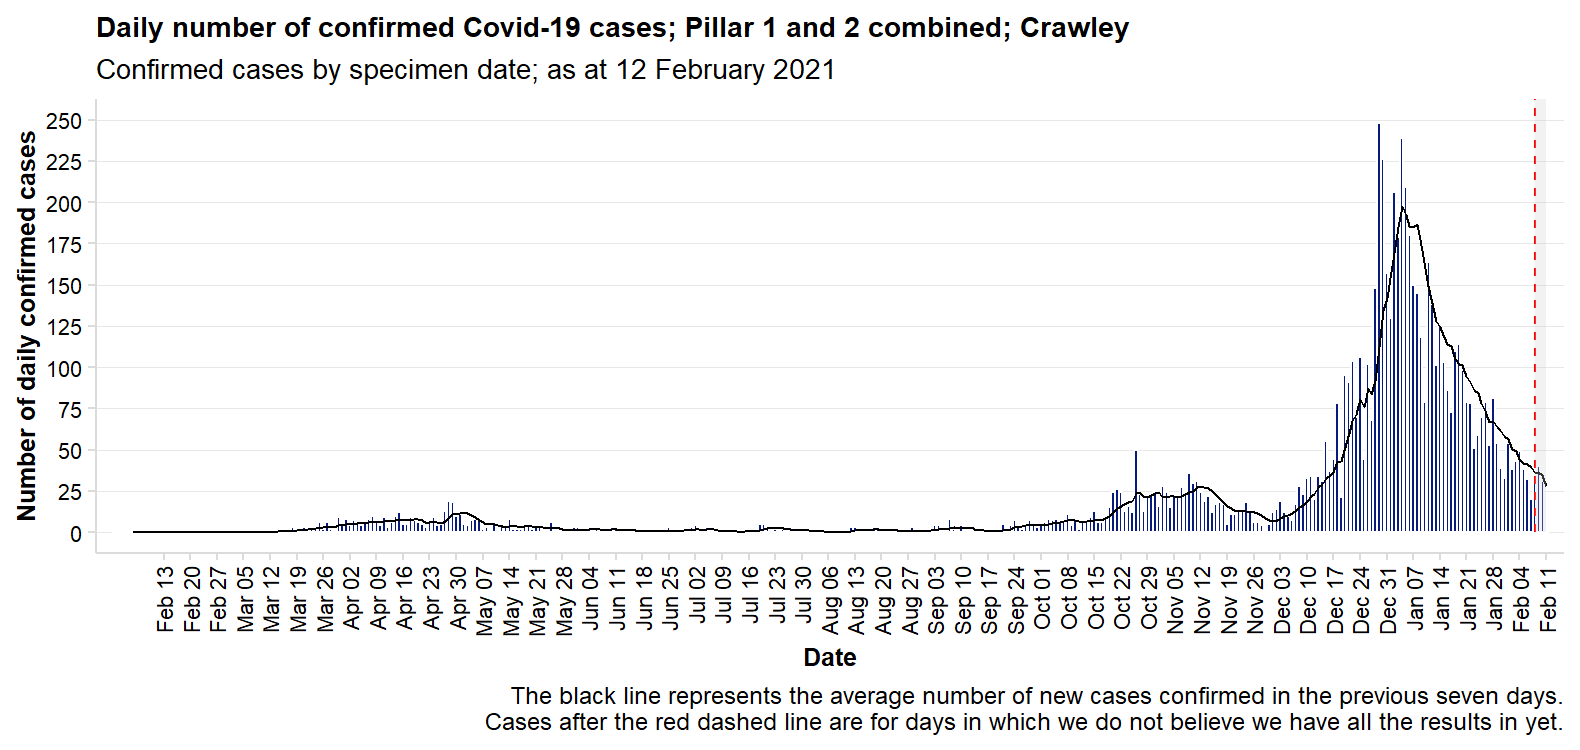 Daily number of confirmed Covid-19 cases; Pillar 1 and 2 combined; Crawley
Confirmed cases by specimen date; as at 12 February 2021
Number of daily confirmed cases
250
225
200
175
150
125
100
75
50
25
0
Feb 13
Feb 20
Feb 27
Mar 05
Mar 12
Mar 19
Mar 26
Apr 02
Apr 09
Apr 16
Apr 23
Apr 30
May 07
May 14
May 21
May 28
Jun 04
Jun 11
Jun 18
Jun 25
Jul 02
Jul 09
Jul 16
Jul 23
Jul 30
Aug 06
Aug 13
Aug 20
Aug 27
Sep 03
Sep 10
Sep 17
Sep 24
Oct 01
Oct 08
Oct 15
Oct 22
Oct 29
Nov 05
Nov 12
Nov 19
Nov 26
Dec 03
Dec 10
Dec 17
Dec 24
Dec 31
Jan 07
Jan 14
Jan 21
Jan 28
Feb 04
Feb 11
Date
The black line represents the average number of new cases confirmed in the previous seven days.
Cases after the red dashed line are for days in which we do not believe we have all the results in yet.